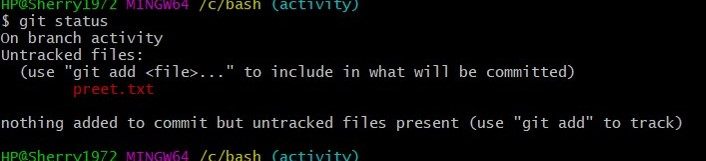 HP@Sherry1972 MINGW64 /c/bash (activity)
$ git status
On branch activity
Untracked files:
  (use "git add <file>..." to include in what will be committed)
        preet.txt

nothing added to commit but untracked files present (use "git add" to track)

HP@Sherry1972 MINGW64 /c/bash (activity)